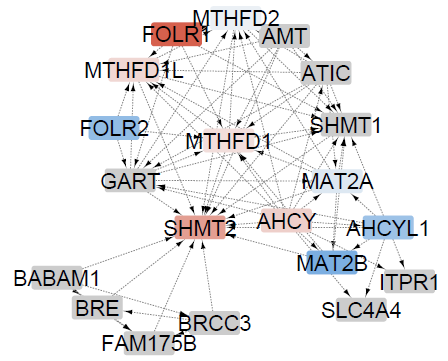 MTHFD2
FOLR1
AMT
MTHFD1L
ATIC
FOLR2
SHMT1
MTHFD1
GART
MAT2A
SHMT2
AHCY
AHCYL1
MAT2B
BABAM1
ITPR1
BRE
SLC4A4
BRCC3
FAM175B